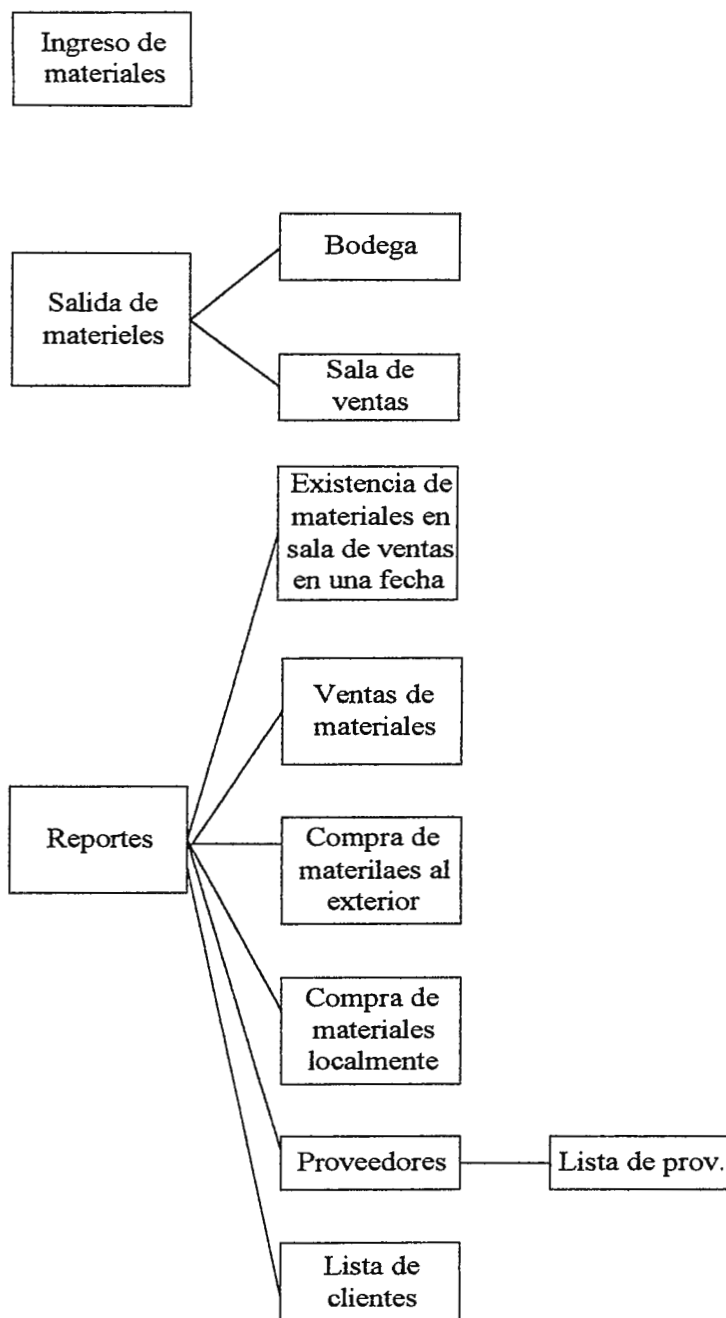 Ingreso de
materiales
Bodega
Salida de
materieles
Sala de
ventas
Existencia de
materiales en
sala de ventas
en una fecha
Ventas de
materiales
Reportes
Compra de
materilaes al
exterior
Compra de
materiales
localmente
Proveedores
Lista de prov.
Lista de
clientes